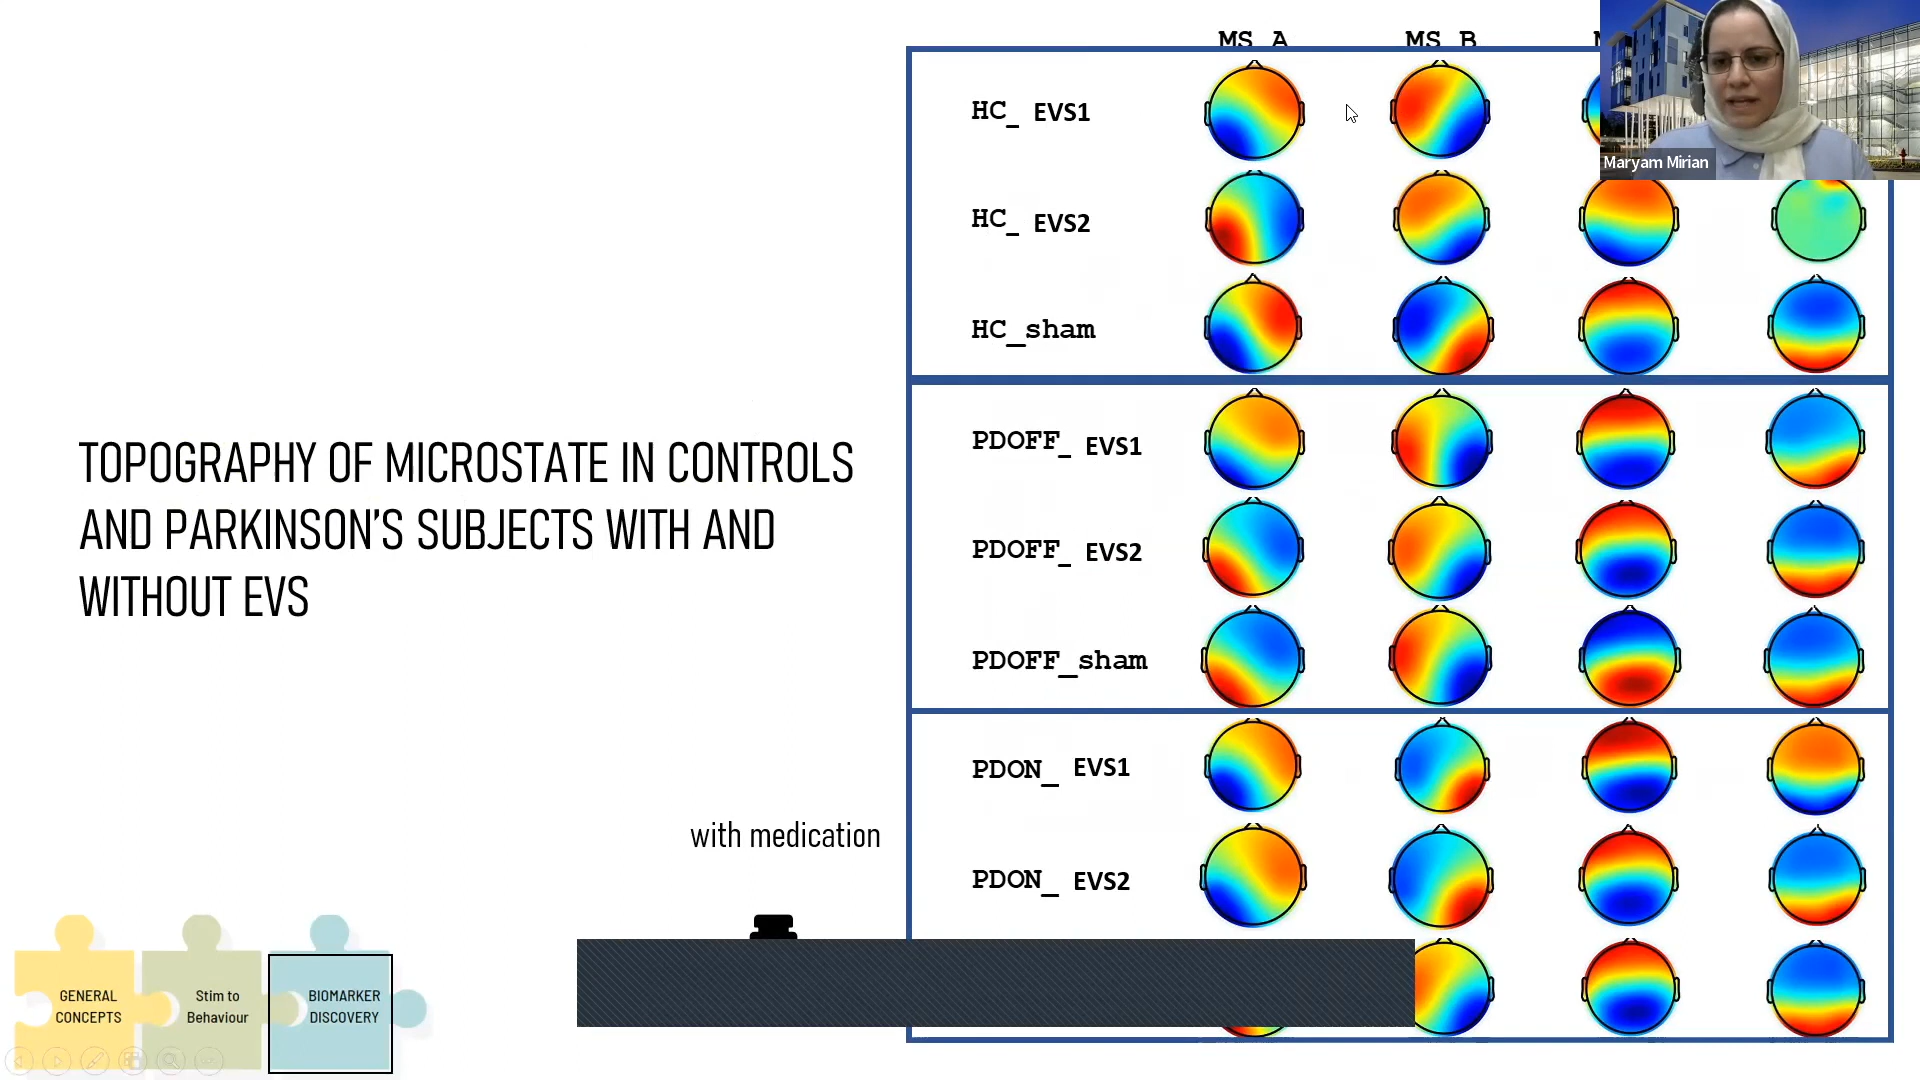 MS_A
MS_B
HC_ EVS1
Maryam Mirian
HC_ EVS2
HC_sham
PDOFF_ EVS1
TOPOGRAPHY OF MICROSTATE IN CONTROLS
AND PARKINSON'S SUBJECTS WITH AND
WITHOUT EVS
PDOFF_ EVS2
PDOFF_sham
PDON_ EVS1
with medication
PDON_ EVS2
GENERAL
CONCEPTS
Stim to
Behaviour
BIOMARKER
DISCOVERY